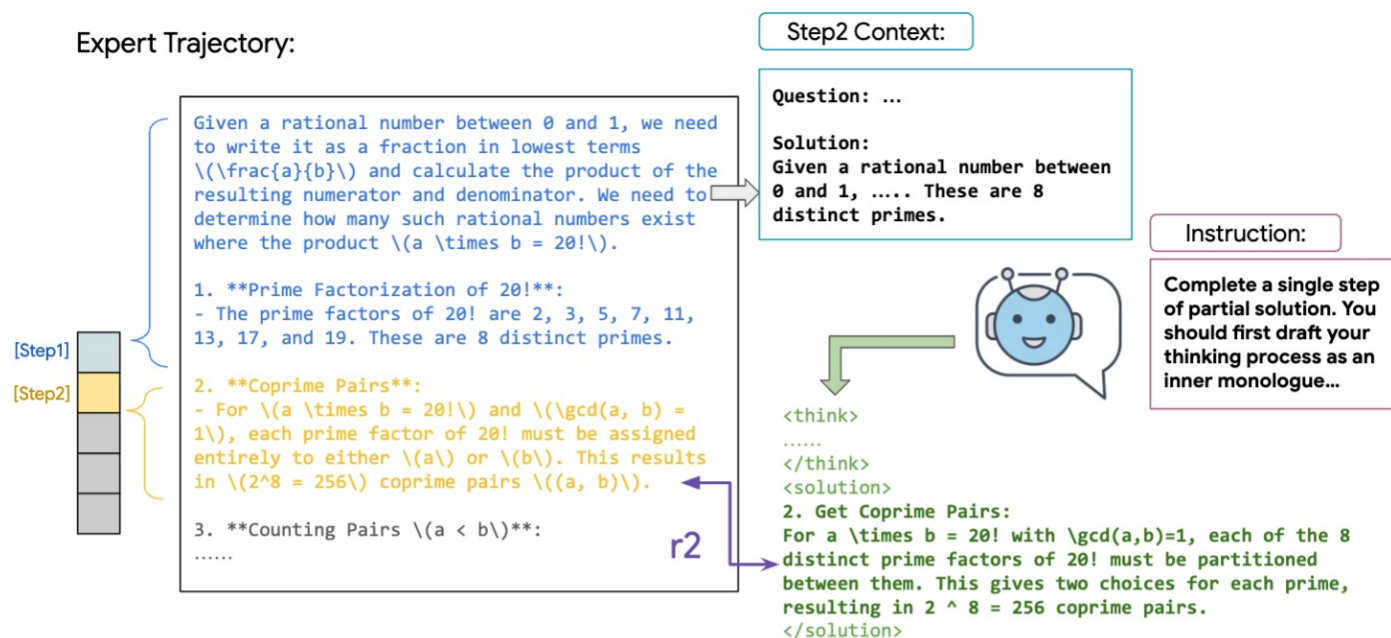 Expert Trajectory:
Given a rational number between 0 and 1, we need
to write it as a fraction in lowest terms
\(\frac{a}{b}\) and calculate the product of the
resulting numerator and denominator. We need to
determine how many such rational numbers exist
where the product \(a \times b = 20!\).
1. **Prime Factorization of 20!**:
- The prime factors of 20! are 2, 3, 5, 7, 11,
13, 17, and 19. These are 8 distinct primes.
[Step1]
[Step2]
2. **Coprime Pairs**:
- For \(a \times b = 20!\) and \(\gcd(a, b) =
1\), each prime factor of 20! must be assigned
entirely to either \(a\) or \(b\). This results
in \(2^8 = 256\) coprime pairs \((a, b)\).
3. **Counting Pairs \(a < b\)**:
......
r2
Step2 Context:
Question: …
Solution:
Given a rational number between
0 and 1, ….. These are 8
distinct primes.
Instruction:
Complete a single step
of partial solution. You
should first draft your
thinking process as an
inner monologue…
<think>
......
</think>
<solution>
2. Get Coprime Pairs:
For a \times b = 20! with \gcd(a,b)=1, each of the 8
distinct prime factors of 20! must be partitioned
between them. This gives two choices for each prime,
resulting in 2 ^ 8 = 256 coprime pairs.
</solution>